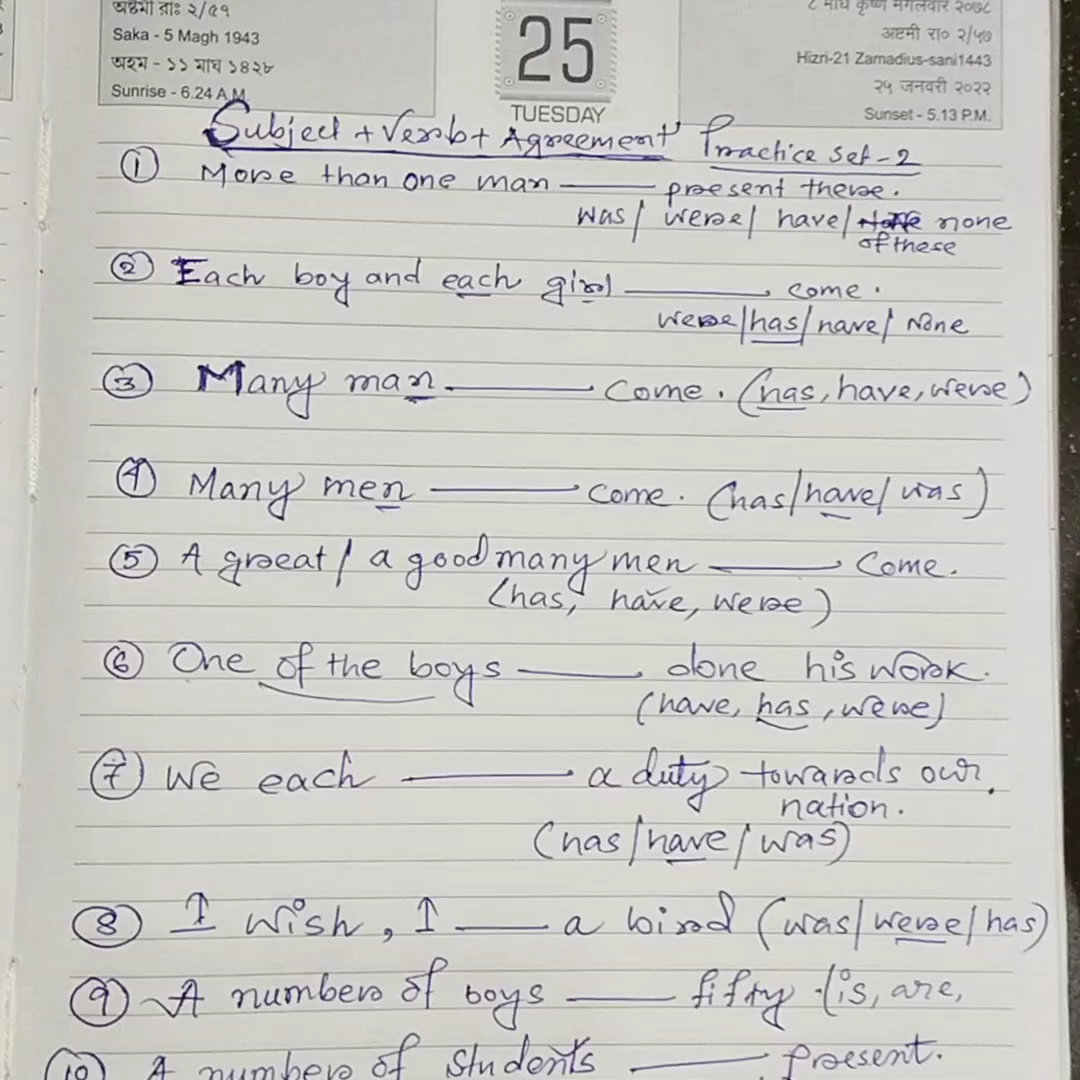 অষ্টমী রাঃ ২/৫৭
Saka - 5 Magh 1943
অহম - ১১ মাঘ ১৪২৮
Sunrise - 6.24 A.M.
25
TUESDAY
८ माघ कृष्ण मंगलवार २०७८
अष्टमी रा० २/५७
Hizri-21 Zamadius-sani1443
२५ जनवरी २०२२
Sunset - 5.13 P.M.
Subject + Verb + Agreement Practice Set - 2
① More than one man ——— present there.
was/ were/ have/ none
of these
② Each boy and each girl ———, come.
were/has/have/ None
③ Many man ——— come. (has, have, were)
④ Many men ——— come. (has/have/ was)
⑤ A great / a good many men ——— Come.
(has, have, were)
⑥ One of the boys ———. done his work.
(have, has, were)
⑦ We each ——— a duty towards our
nation.
(has/have/was)
⑧ I wish, I ——— a bird (was/were/has)
⑨ A number of boys ——— fifty. (is, are,
⑩ A number of students ——— present.